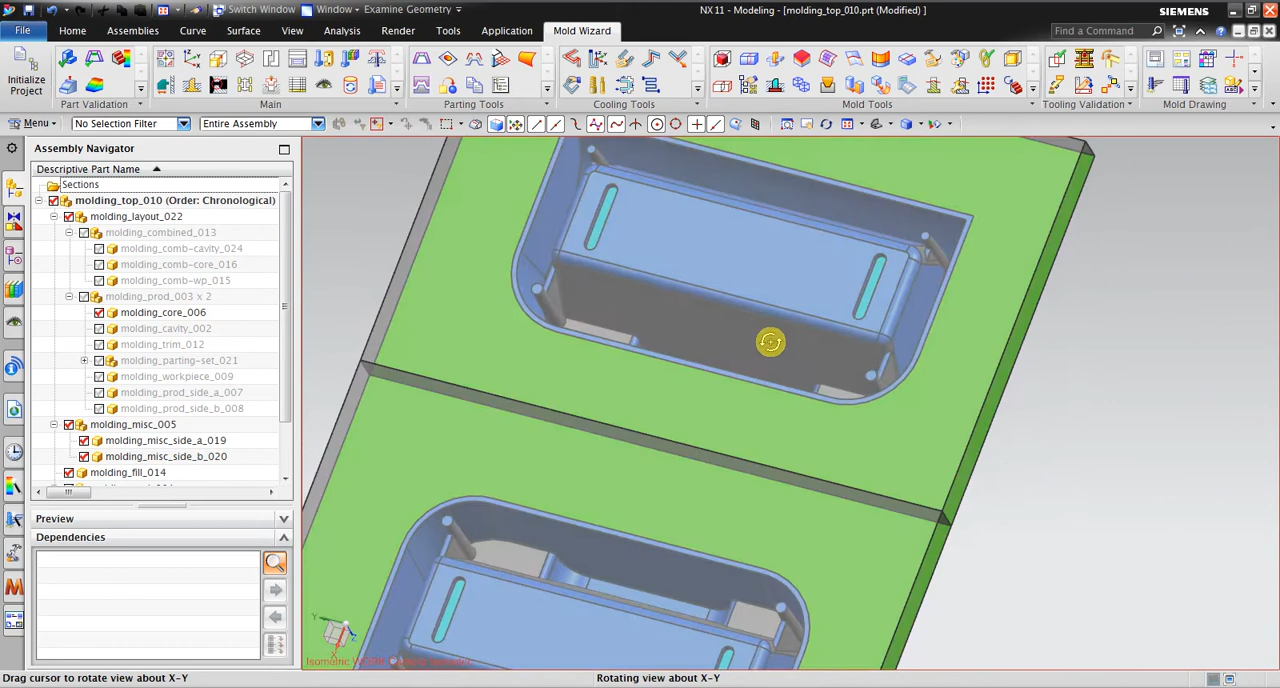 Switch Window
Window
Examine Geometry
NX 11 - Modeling - [molding_top_010.prt (Modified) ]
SIEMENS
File
Home
Assemblies
Curve
Surface
View
Analysis
Render
Tools
Application
Mold Wizard
Find a Command
Initialize
Project
Part Validation
Main
Parting Tools
Cooling Tools
Mold Tools
Tooling Validation
Mold Drawing
Menu
No Selection Filter
Entire Assembly
Assembly Navigator
Descriptive Part Name
Sections
molding_top_010 (Order: Chronological)
molding_layout_022
molding_combined_013
molding_comb-cavity_024
molding_comb-core_016
molding_comb-wp_015
molding_prod_003 x 2
molding_core_006
molding_cavity_002
molding_trim_012
molding_parting-set_021
molding_workpiece_009
molding_prod_side_a_007
molding_prod_side_b_008
molding_misc_005
molding_misc_side_a_019
molding_misc_side_b_020
molding_fill_014
Preview
Dependencies
Drag cursor to rotate view about X-Y
Rotating view about X-Y